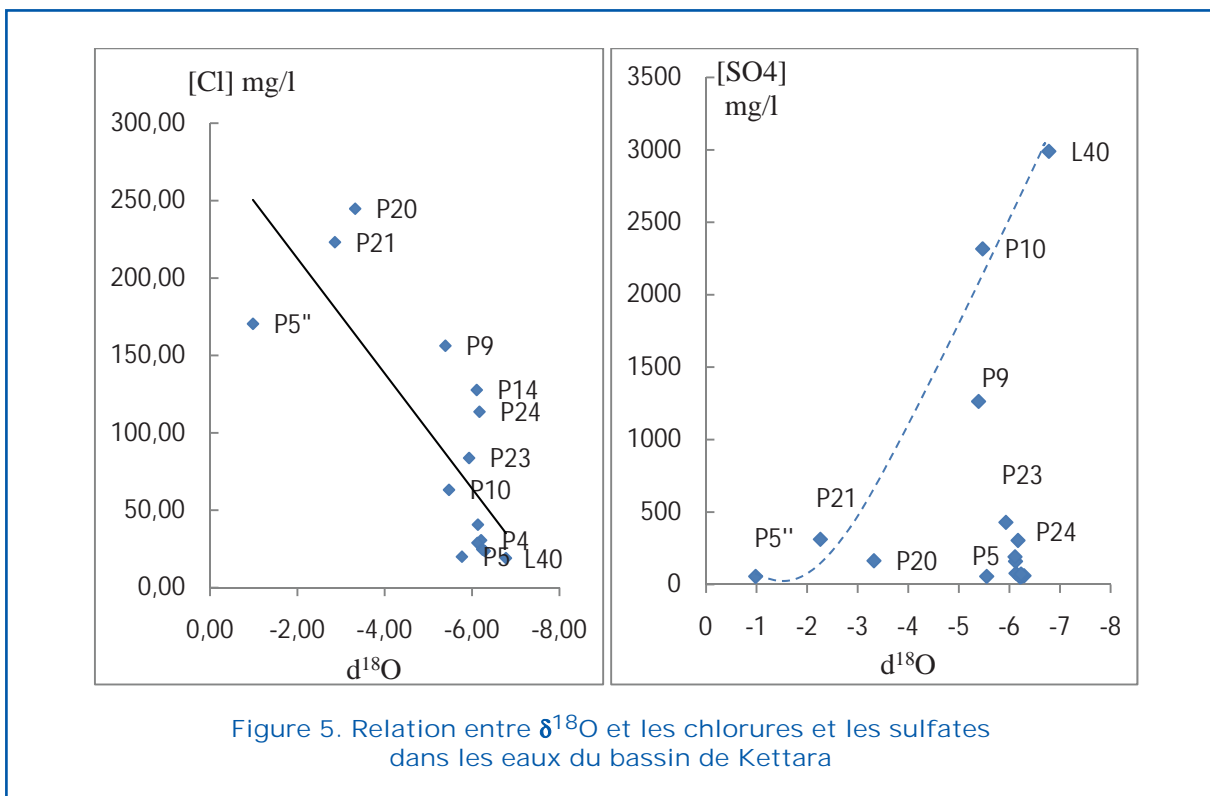 [Cl] mg/l
300,00
250,00
200,00
150,00
100,00
50,00
0,00
0,00 -2,00 -4,00 -6,00 -8,00
d¹⁸O
P20
P21
P5"
P9
P14
P24
P23
P10
P4
P5
L40
[SO4]
mg/l
3500
3000
2500
2000
1500
1000
500
0
0 -1 -2 -3 -4 -5 -6 -7 -8
d¹⁸O
L40
P10
P9
P23
P21
P24
P5''
P20
P5
Figure 5. Relation entre δ¹⁸O et les chlorures et les sulfates
dans les eaux du bassin de Kettara